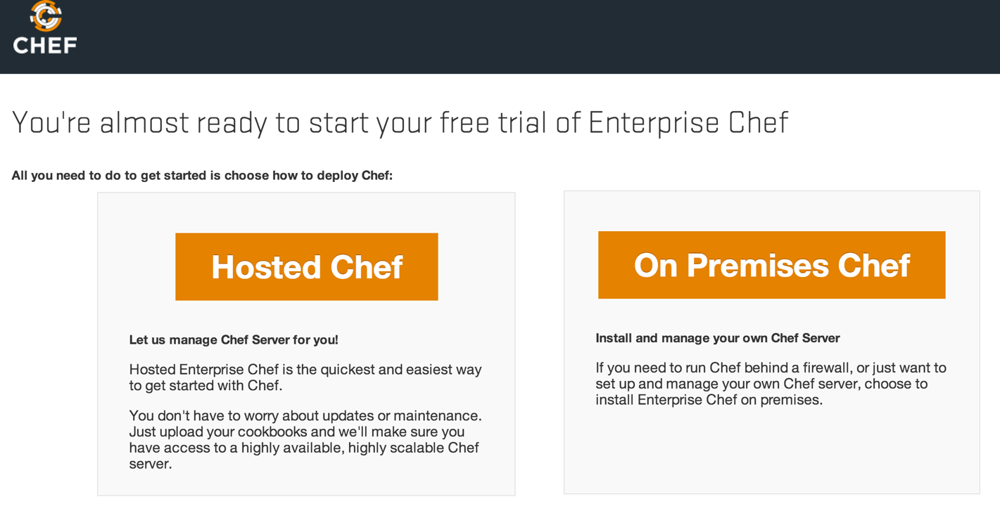 CHEF
You're almost ready to start your free trial of Enterprise Chef
All you need to do to get started is choose how to deploy Chef:
Hosted Chef
Let us manage Chef Server for you!
Hosted Enterprise Chef is the quickest and easiest way
to get started with Chef.
You don't have to worry about updates or maintenance.
Just upload your cookbooks and we'll make sure you
have access to a highly available, highly scalable Chef
server.
On Premises Chef
Install and manage your own Chef Server
If you need to run Chef behind a firewall, or just want to
set up and manage your own Chef server, choose to
install Enterprise Chef on premises.